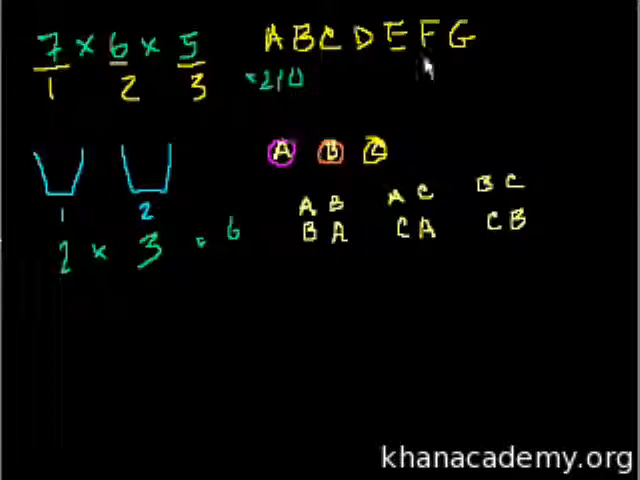 7 × 6 × 5 A B C D E F G
1 2 3 = 210
A B C
1 2
2 × 3 = 6
A B A C B C
B A C A C B
khanacademy.org